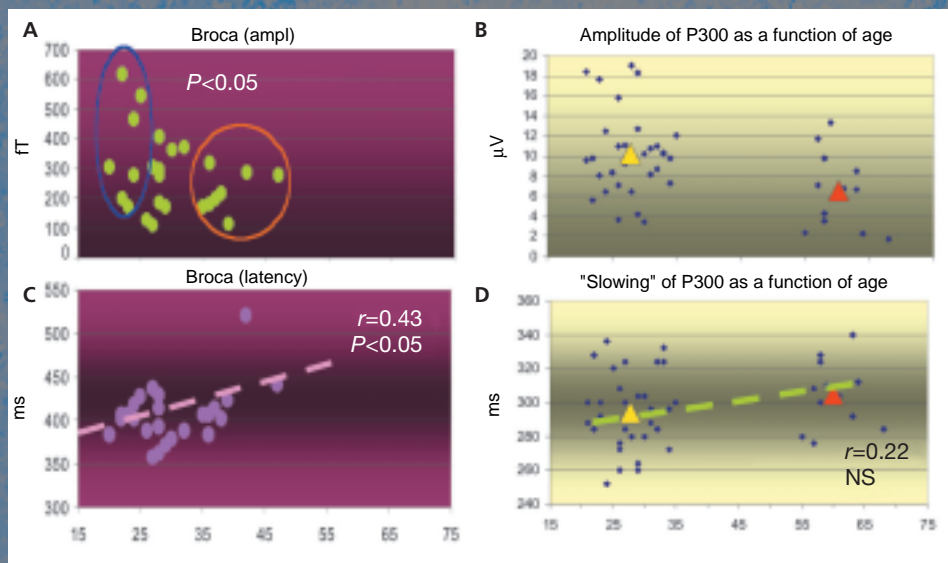 A
Broca (ampl)
700
600
500
400
300
200
100
0
fT
P<0.05
B
Amplitude of P300 as a function of age
20
18
16
14
12
10
8
6
4
2
0
µV
C
Broca (latency)
550
500
450
400
350
300
ms
r=0.43
P<0.05
15 25 35 45 55 65 75
D
"Slowing" of P300 as a function of age
360
340
320
300
280
260
240
ms
r=0.22
NS
15 25 35 45 55 65 75